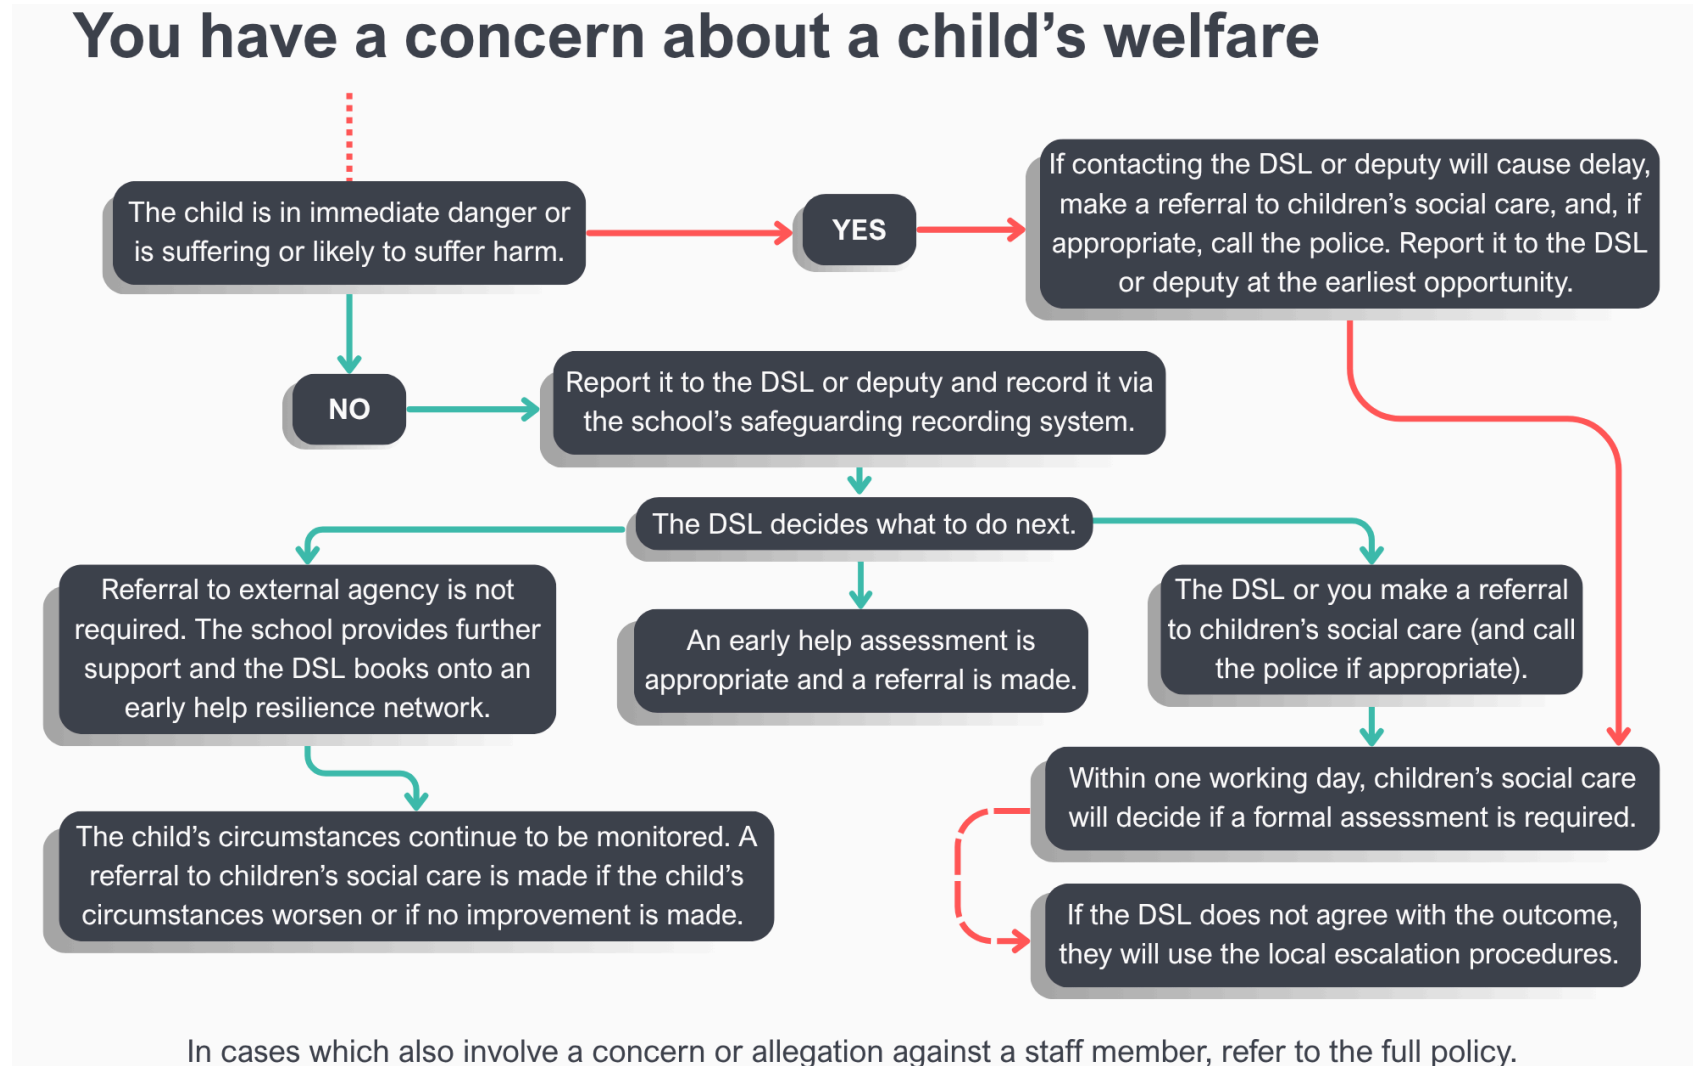 You have a concern about a child’s welfare
The child is in immediate danger or
is suffering or likely to suffer harm.
YES
If contacting the DSL or deputy will cause delay,
make a referral to children’s social care, and, if
appropriate, call the police. Report it to the DSL
or deputy at the earliest opportunity.
NO
Report it to the DSL or deputy and record it via
the school’s safeguarding recording system.
The DSL decides what to do next.
Referral to external agency is not
required. The school provides further
support and the DSL books onto an
early help resilience network.
An early help assessment is
appropriate and a referral is made.
The DSL or you make a referral
to children’s social care (and call
the police if appropriate).
The child’s circumstances continue to be monitored. A
referral to children’s social care is made if the child’s
circumstances worsen or if no improvement is made.
Within one working day, children’s social care
will decide if a formal assessment is required.
If the DSL does not agree with the outcome,
they will use the local escalation procedures.
In cases which also involve a concern or allegation against a staff member, refer to the full policy.